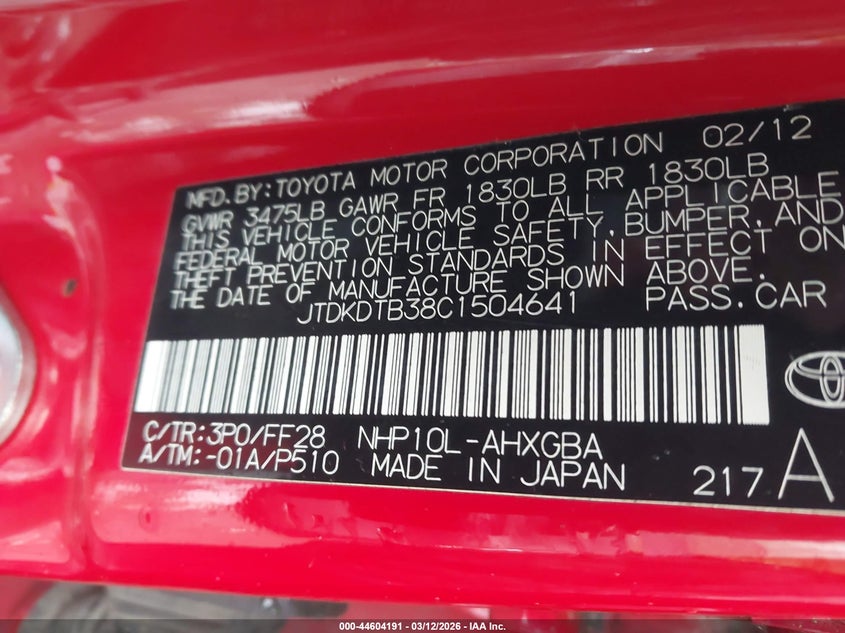 MFD.BY:TOYOTA MOTOR CORPORATION 02/12
GVWR 3475LB GAWR FR 1830LB RR 1830LB
THIS VEHICLE CONFORMS TO ALL APPLICABLE
FEDERAL MOTOR VEHICLE SAFETY,BUMPER,AND
THEFT PREVENTION STANDARDS IN EFFECT ON
THE DATE OF MANUFACTURE SHOWN ABOVE.
JTDKDTB38C1504641 PASS.CAR
C/TR:3P0/FF28 NHP10L-AHXGBA
A/TM:-01A/P510 MADE IN JAPAN 217 A
000-44604191 - 03/12/2026 - IAA Inc.